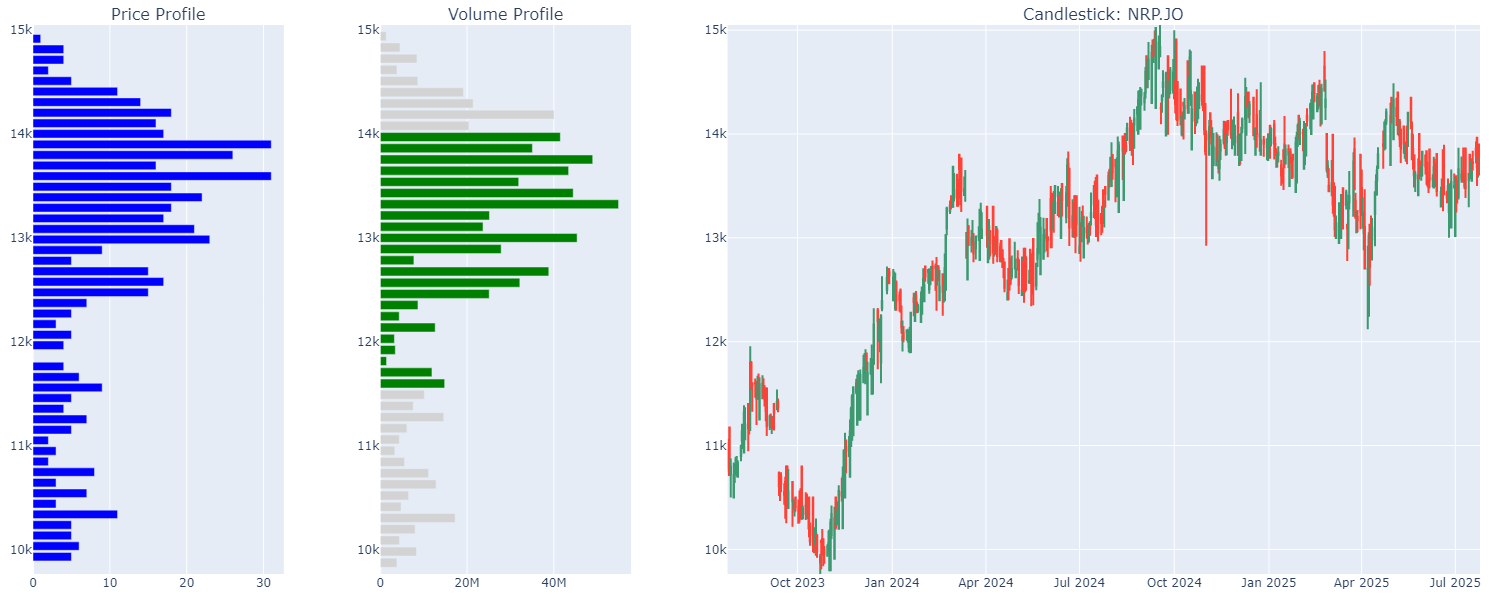 Price Profile
Volume Profile
Candlestick: NRP.JO
15k
14k
13k
12k
11k
10k
0
10
20
30
15k
14k
13k
12k
11k
10k
0
20M
40M
15k
14k
13k
12k
11k
10k
Oct 2023
Jan 2024
Apr 2024
Jul 2024
Oct 2024
Jan 2025
Apr 2025
Jul 2025